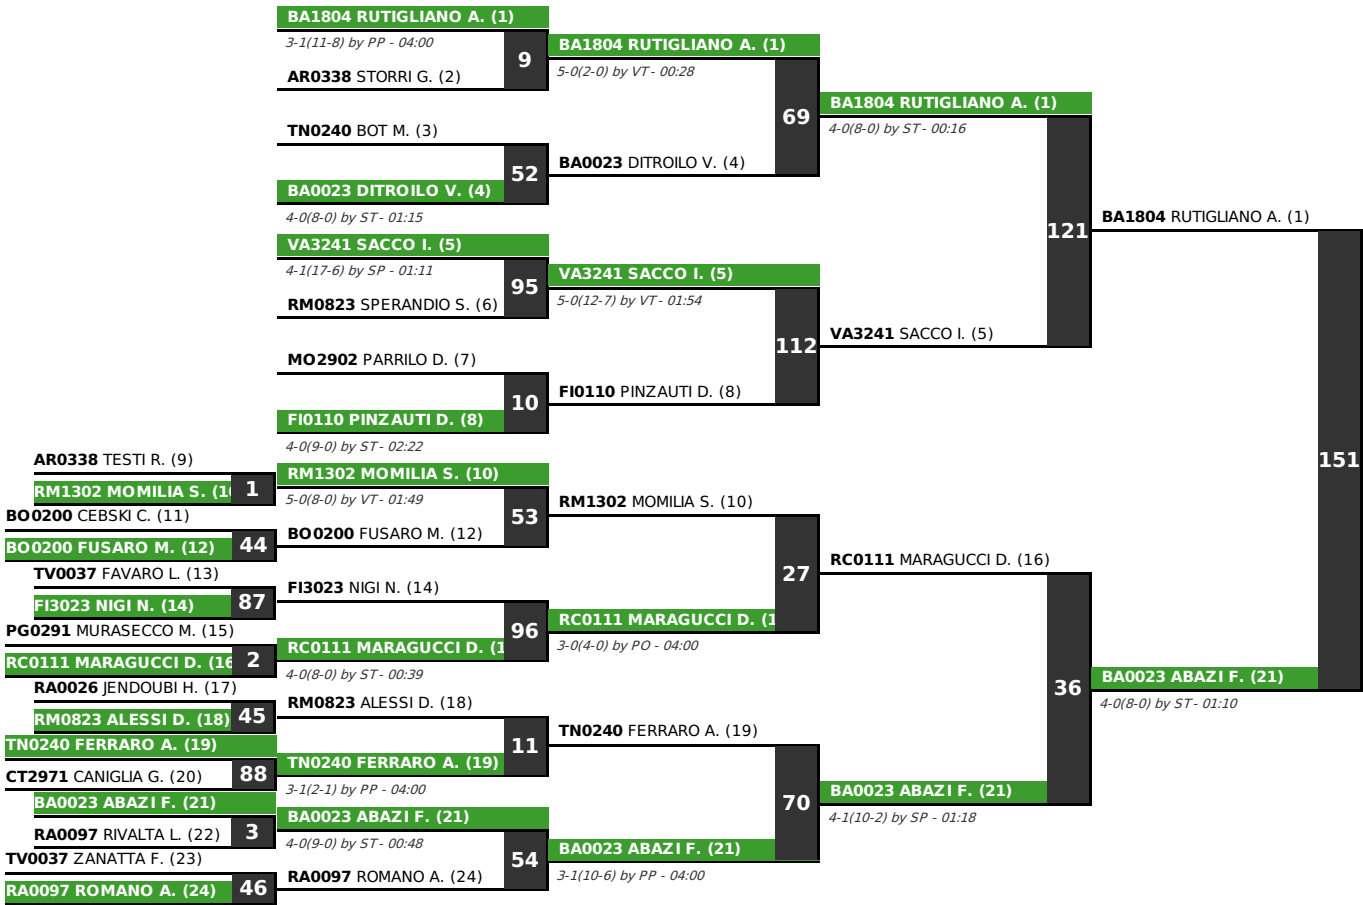 BA1804 RUTIGLIANO A. (1)
3-1(11-8) by PP - 04:00
9
AR0338 STORRI G. (2)
TN0240 BOT M. (3)
52
BA0023 DITROILO V. (4)
4-0(8-0) by ST - 01:15
VA3241 SACCO I. (5)
4-1(17-6) by SP - 01:11
95
RM0823 SPERANDIO S. (6)
MO2902 PARRILO D. (7)
10
FI0110 PINZAUTI D. (8)
4-0(9-0) by ST - 02:22
AR0338 TESTI R. (9)
RM1302 MOMILIA S. (10
1
BO0200 CEBSKI C. (11)
BO0200 FUSARO M. (12)
44
TV0037 FAVARO L. (13)
FI3023 NIGI N. (14)
87
PG0291 MURASECCO M. (15)
RC0111 MARAGUCCI D. (16
2
RA0026 JENDOUBI H. (17)
RM0823 ALESSI D. (18)
45
TN0240 FERRARO A. (19)
CT2971 CANIGLIA G. (20)
88
BA0023 ABAZI F. (21)
RA0097 RIVALTA L. (22)
3
TV0037 ZANATTA F. (23)
RA0097 ROMANO A. (24)
46
RM1302 MOMILIA S. (10)
5-0(8-0) by VT - 01:49
53
BO0200 FUSARO M. (12)
FI3023 NIGI N. (14)
96
RC0111 MARAGUCCI D. (1
4-0(8-0) by ST - 00:39
RM0823 ALESSI D. (18)
11
TN0240 FERRARO A. (19)
3-1(2-1) by PP - 04:00
BA0023 ABAZI F. (21)
4-0(9-0) by ST - 00:48
54
RA0097 ROMANO A. (24)
BA1804 RUTIGLIANO A. (1)
5-0(2-0) by VT - 00:28
69
BA0023 DITROILO V. (4)
VA3241 SACCO I. (5)
5-0(12-7) by VT - 01:54
112
FI0110 PINZAUTI D. (8)
RM1302 MOMILIA S. (10)
27
RC0111 MARAGUCCI D. (1
3-0(4-0) by PO - 04:00
TN0240 FERRARO A. (19)
70
BA0023 ABAZI F. (21)
3-1(10-6) by PP - 04:00
BA1804 RUTIGLIANO A. (1)
4-0(8-0) by ST - 00:16
121
VA3241 SACCO I. (5)
RC0111 MARAGUCCI D. (16)
36
BA0023 ABAZI F. (21)
4-1(10-2) by SP - 01:18
BA1804 RUTIGLIANO A. (1)
151
BA0023 ABAZI F. (21)
4-0(8-0) by ST - 01:10